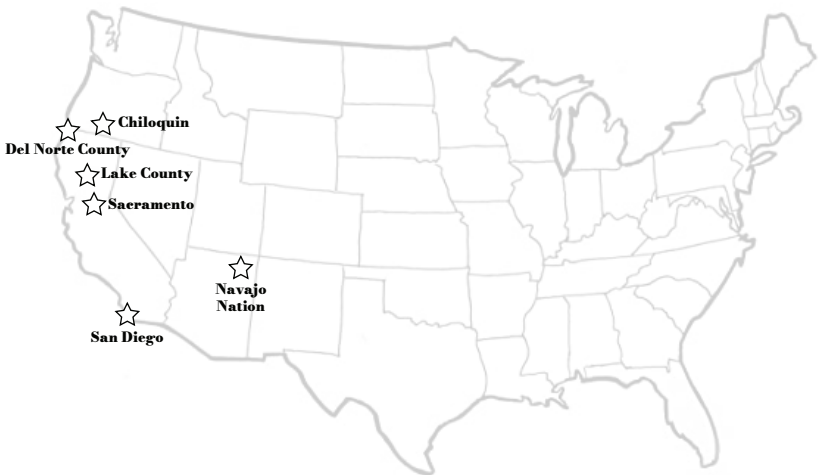 Chiloquin
Del Norte County
Lake County
Sacramento
Navajo
Nation
San Diego